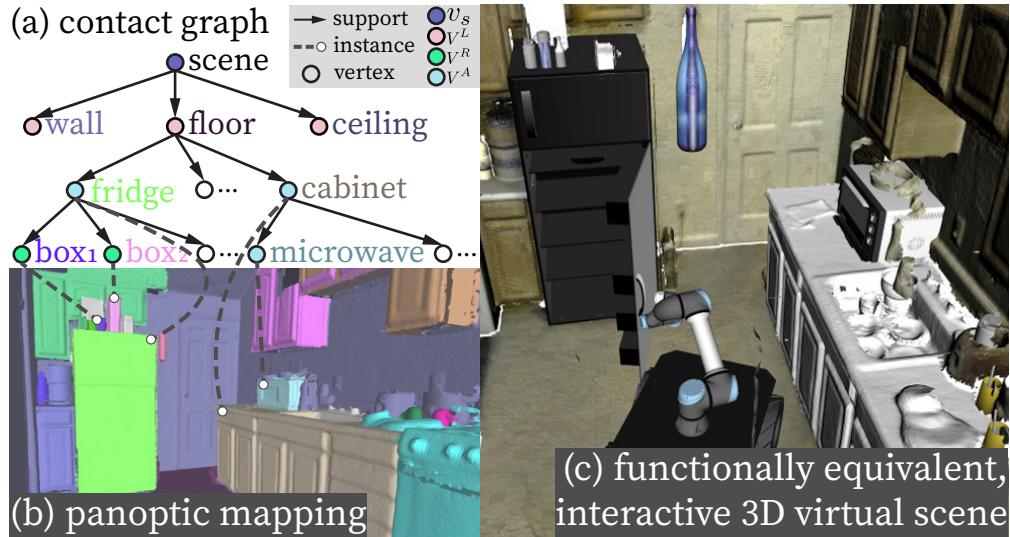 (a) contact graph
support
instance
vertex
v_s
V^L
V^R
V^A
scene
wall
floor
ceiling
fridge
...
cabinet
box1
box2
...
microwave
...
(b) panoptic mapping
(c) functionally equivalent,
interactive 3D virtual scene